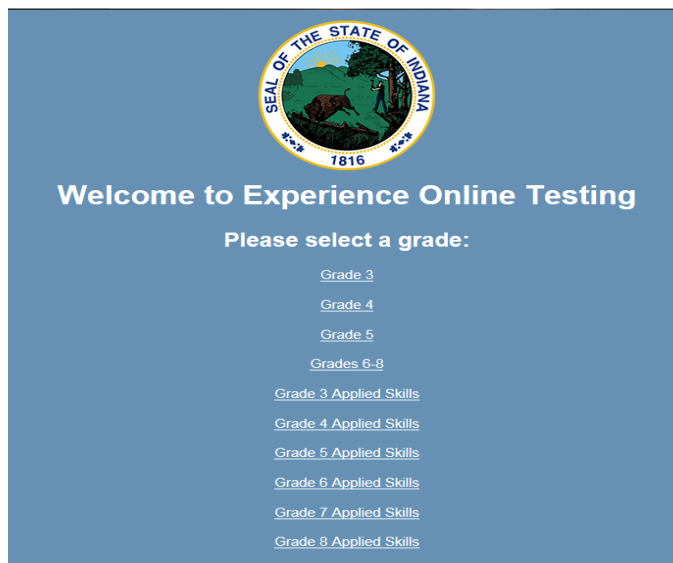 SEAL OF THE STATE OF INDIANA
1816
Welcome to Experience Online Testing
Please select a grade:
Grade 3
Grade 4
Grade 5
Grades 6-8
Grade 3 Applied Skills
Grade 4 Applied Skills
Grade 5 Applied Skills
Grade 6 Applied Skills
Grade 7 Applied Skills
Grade 8 Applied Skills